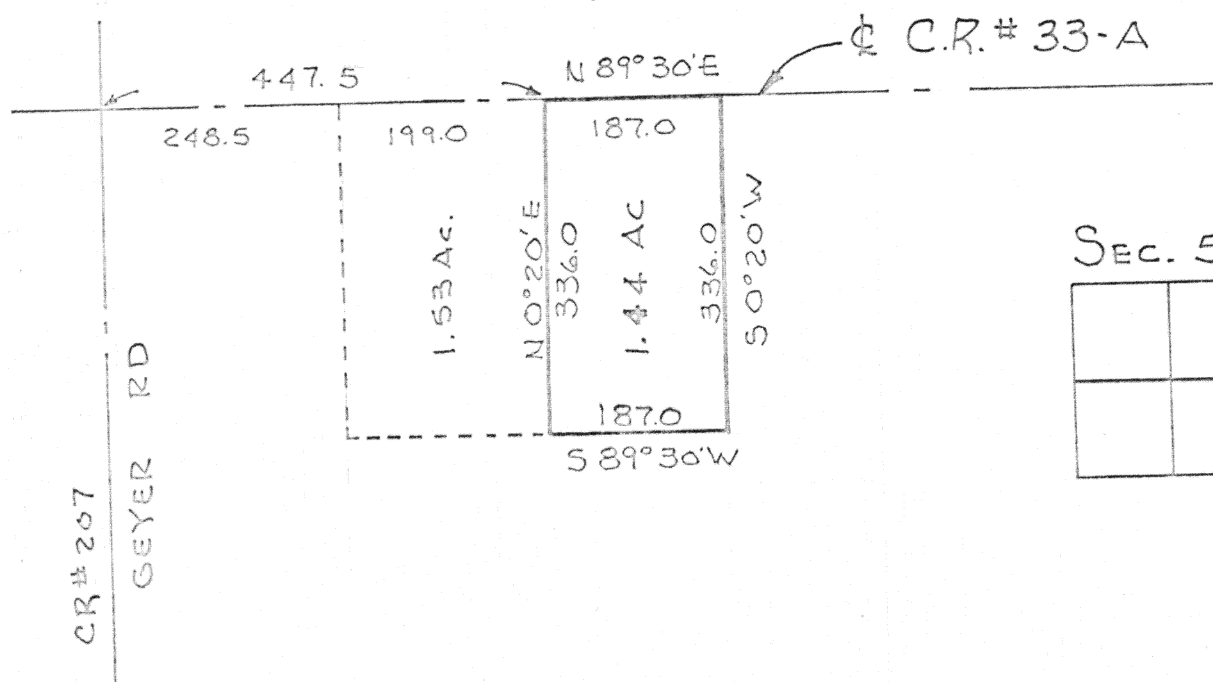 ℄ C.R. # 33-A
447.5
N 89°30'E
248.5
199.0
187.0
1.53 Ac.
N 0°20'E
336.0
1.44 AC
336.0
S 0°20'W
SEC. 5
187.0
S 89°30'W
CR # 207
GEYER RD